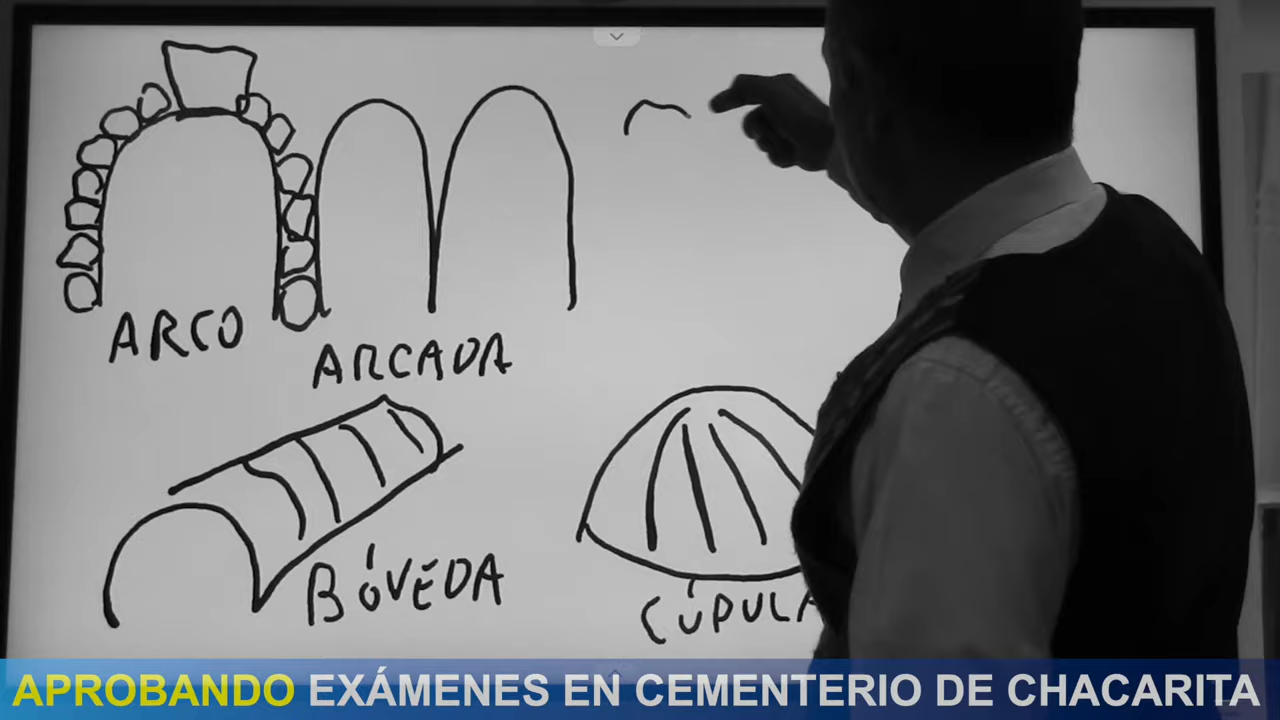 ARCO
ARCADA
BÓVEDA
CÚPULA
APROBANDO EXÁMENES EN CEMENTERIO DE CHACARITA